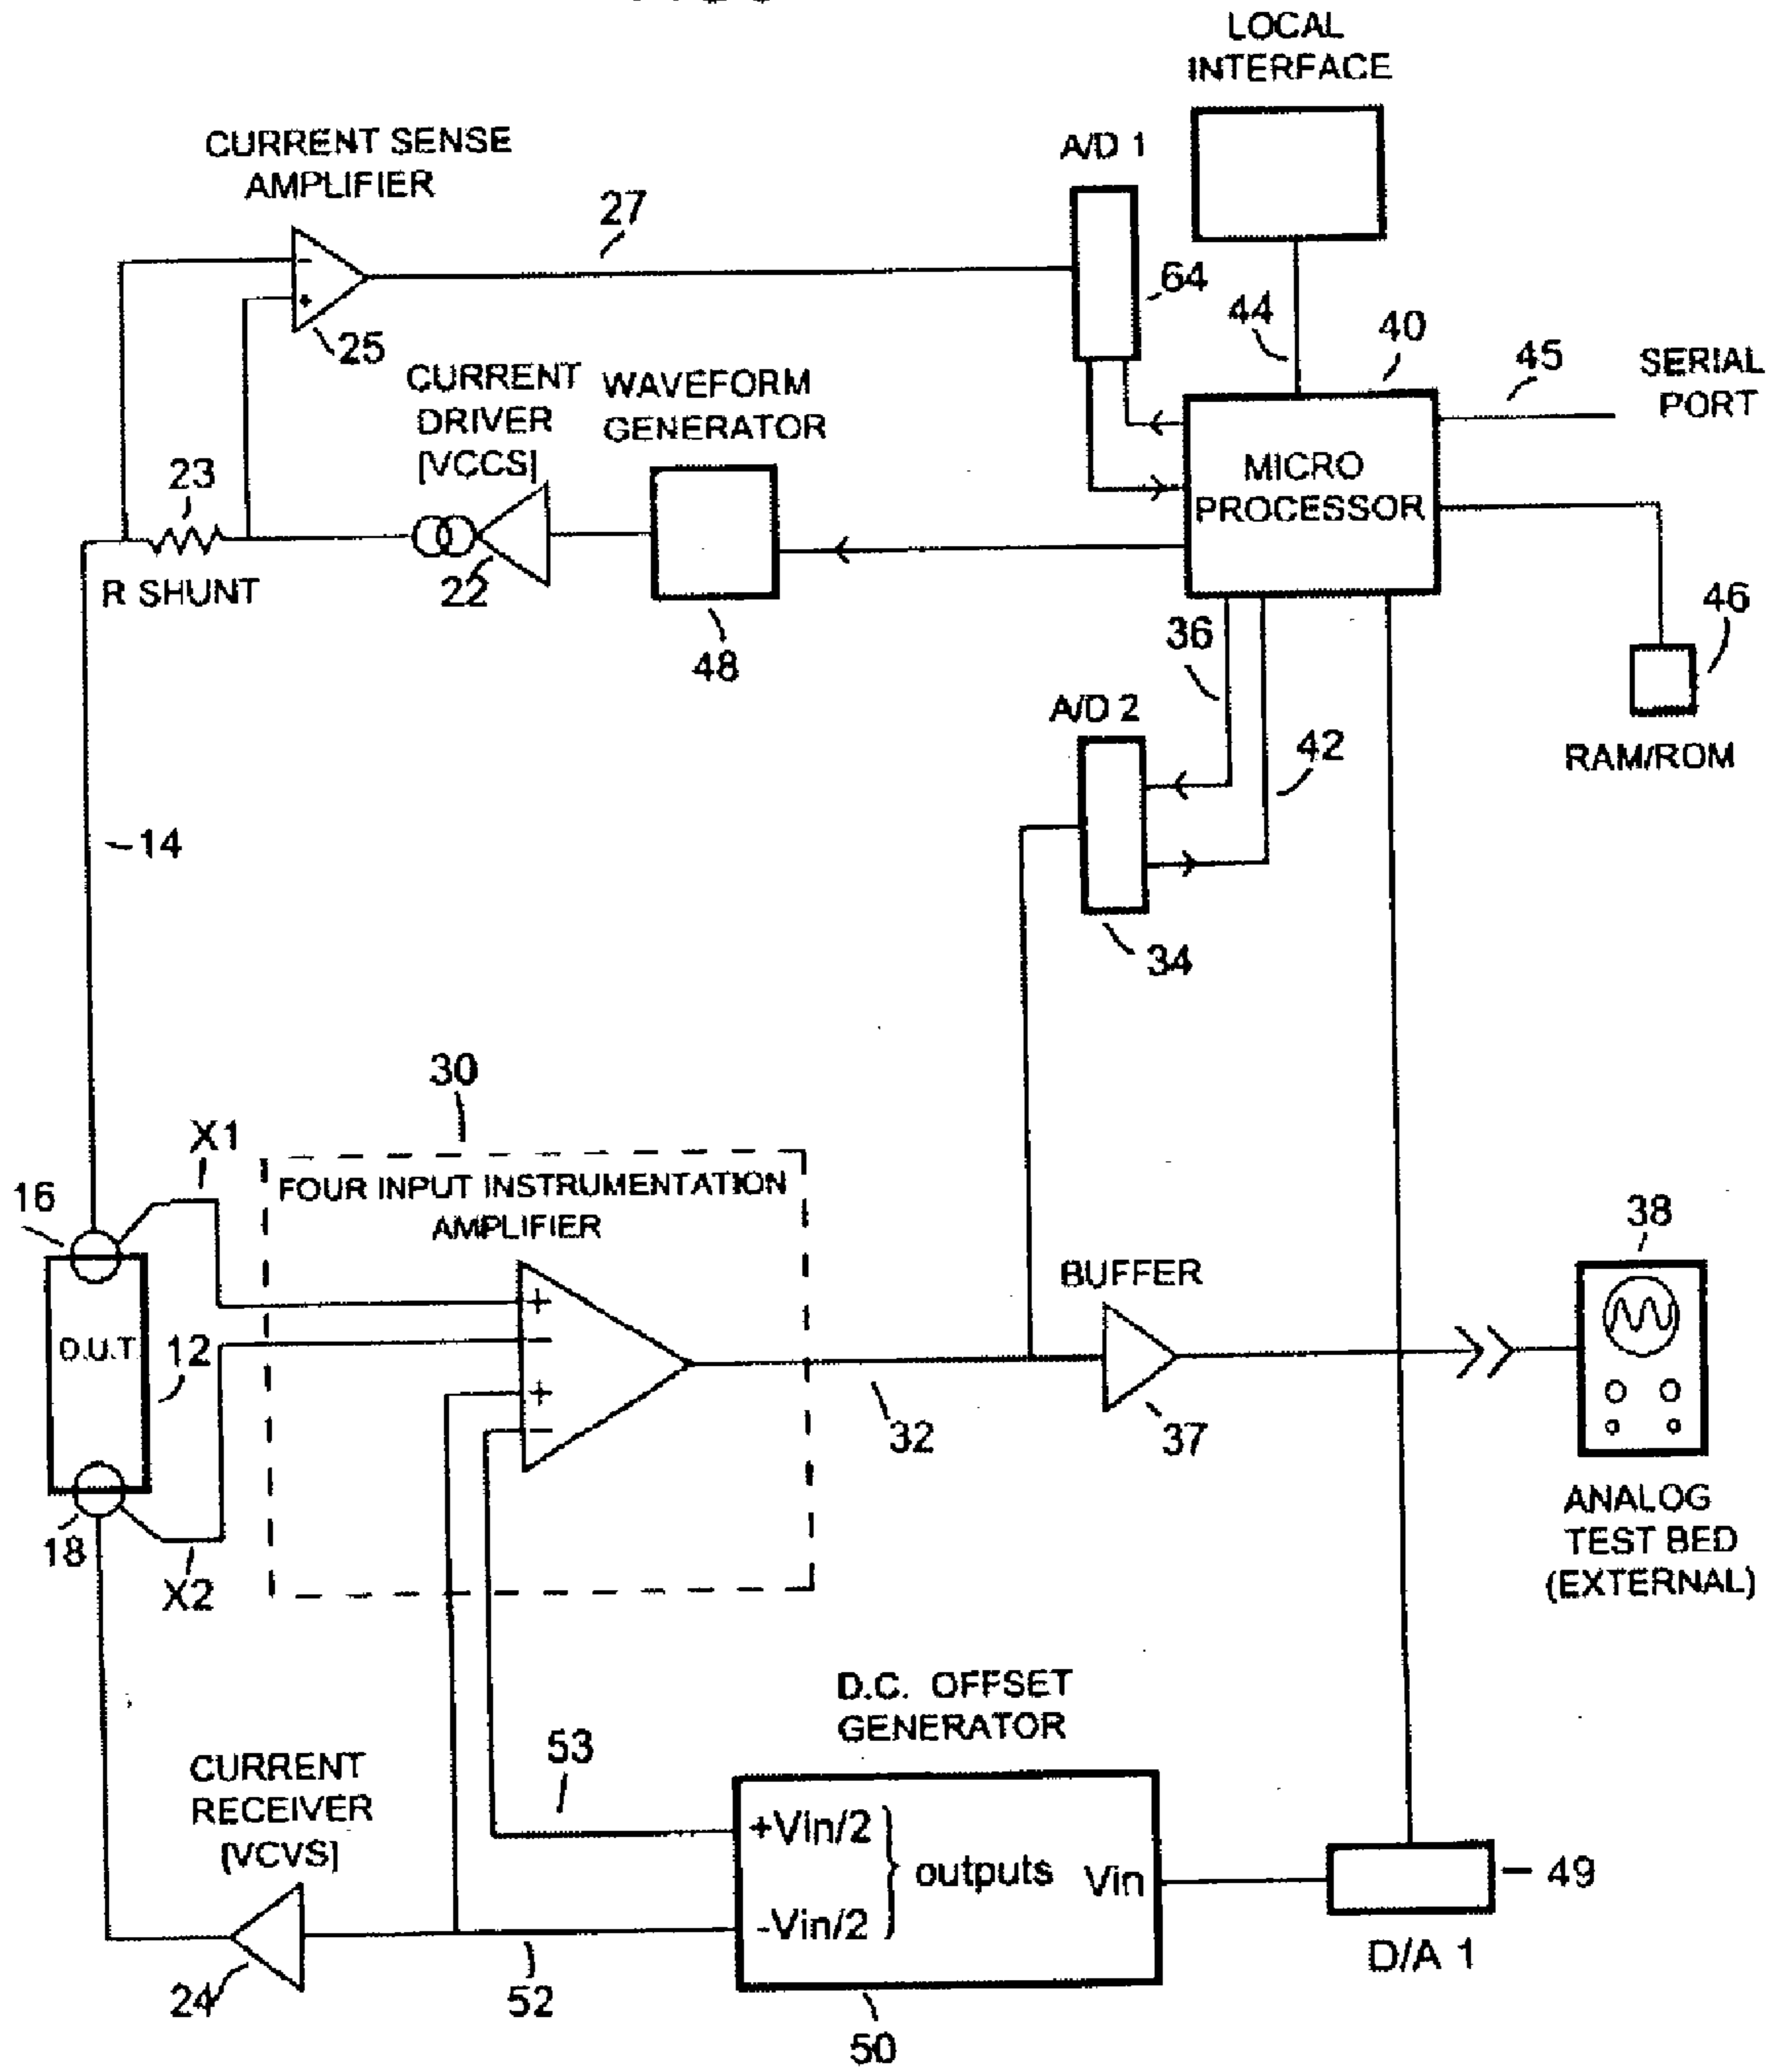 LOCAL
INTERFACE
CURRENT SENSE
AMPLIFIER
A/D 1
27
64
25
44
40
45
SERIAL
PORT
CURRENT
DRIVER
[VCCS]
WAVEFORM
GENERATOR
MICRO
PROCESSOR
23
R SHUNT
22
48
36
46
A/D 2
42
RAM/ROM
14
34
30
X1
16
FOUR INPUT INSTRUMENTATION
AMPLIFIER
38
BUFFER
+
−
+
−
D.U.T.
12
32
37
18
X2
ANALOG
TEST BED
(EXTERNAL)
D.C. OFFSET
GENERATOR
53
CURRENT
RECEIVER
[VCVS]
+Vin/2
outputs
Vin
-Vin/2
49
D/A 1
24
52
50